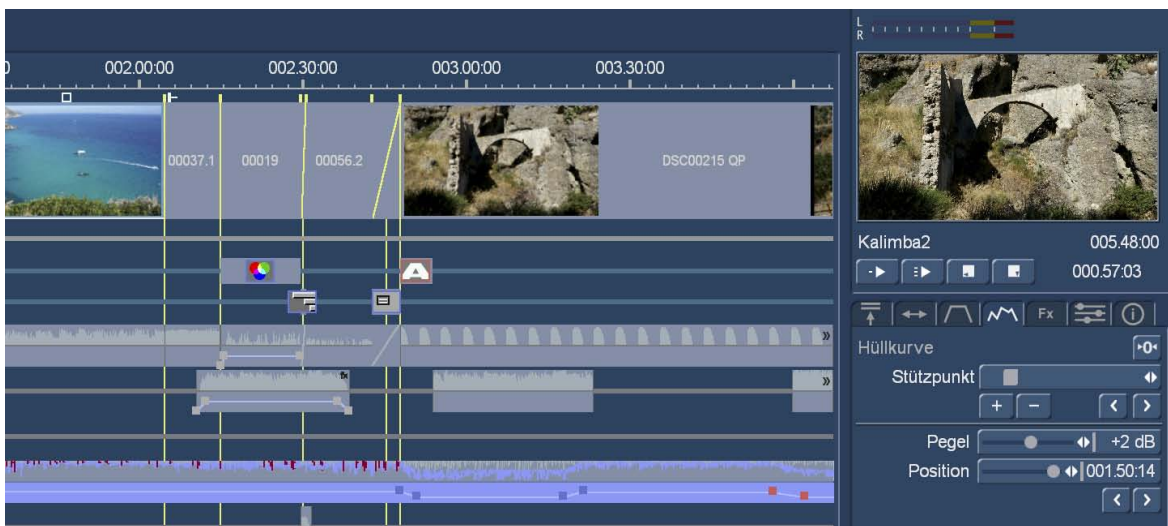 002.00:00 002.30:00 003.00:00 003.30:00
00037.1 00019 00056.2 DSC00215 QP
L
R
Kalimba2 005.48:00
000.57:03
Fx
Hüllkurve ▸0◂
Stützpunkt
+ −
< >
Pegel +2 dB
Position 001.50:14
< >